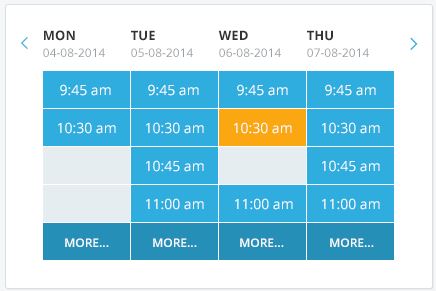 MON TUE WED THU
04-08-2014 05-08-2014 06-08-2014 07-08-2014
9:45 am 9:45 am 9:45 am 9:45 am
10:30 am 10:30 am 10:30 am 10:30 am
10:45 am 10:45 am
11:00 am 11:00 am 11:00 am
MORE... MORE... MORE... MORE...